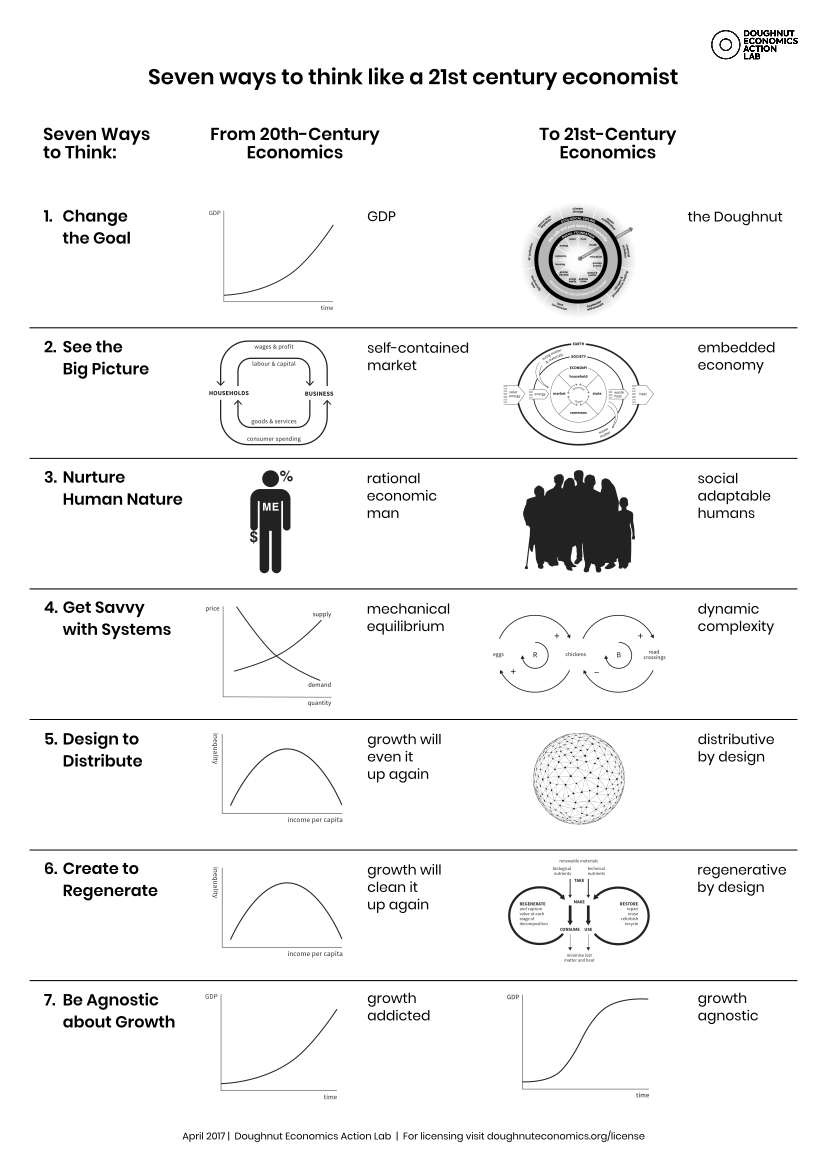 DOUGHNUT
ECONOMICS
ACTION
LAB
Seven ways to think like a 21st century economist
Seven Ways
to Think:
From 20th-Century
Economics
To 21st-Century
Economics
1. Change
the Goal
GDP
time
GDP
ECOLOGICAL CEILING
SOCIAL FOUNDATION
the Doughnut
2. See the
Big Picture
wages & profit
labour & capital
HOUSEHOLDS
BUSINESS
goods & services
consumer spending
self-contained
market
EARTH
SOCIETY
ECONOMY
household
market
state
commons
solar
energy
energy
waste
heat
heat
living matter
& materials
waste
matter
embedded
economy
3. Nurture
Human Nature
%
ME
$
rational
economic
man
social
adaptable
humans
4. Get Savvy
with Systems
price
supply
demand
quantity
mechanical
equilibrium
eggs
+
R
+
chickens
+
B
–
road
crossings
dynamic
complexity
5. Design to
Distribute
inequality
income per capita
growth will
even it
up again
distributive
by design
6. Create to
Regenerate
inequality
income per capita
growth will
clean it
up again
renewable materials
biological
nutrients
technical
nutrients
TAKE
MAKE
REGENERATE
and capture
value at each
stage of
decomposition
RESTORE
repair
reuse
refurbish
recycle
CONSUME USE
minimise lost
matter and heat
regenerative
by design
7. Be Agnostic
about Growth
GDP
time
growth
addicted
GDP
time
growth
agnostic
April 2017 | Doughnut Economics Action Lab | For licensing visit doughnuteconomics.org/license